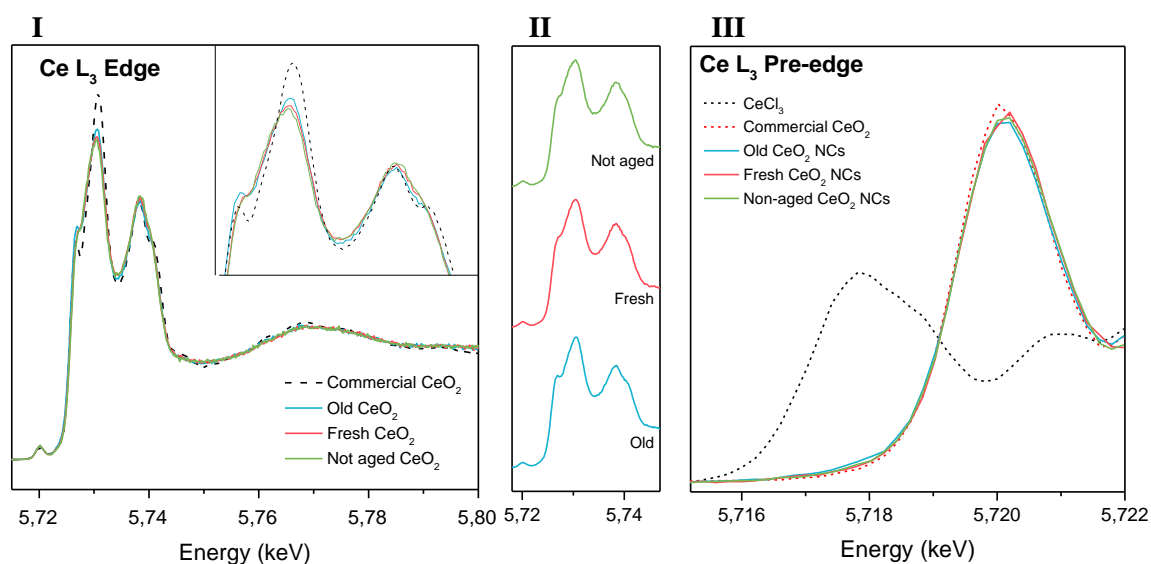 I
Ce L₃ Edge
Commercial CeO₂
Old CeO₂
Fresh CeO₂
Not aged CeO₂
5,72 5,74 5,76 5,78 5,80
Energy (keV)
II
Not aged
Fresh
Old
5,72 5,74
III
Ce L₃ Pre-edge
CeCl₃
Commercial CeO₂
Old CeO₂ NCs
Fresh CeO₂ NCs
Non-aged CeO₂ NCs
5,716 5,718 5,720 5,722
Energy (keV)